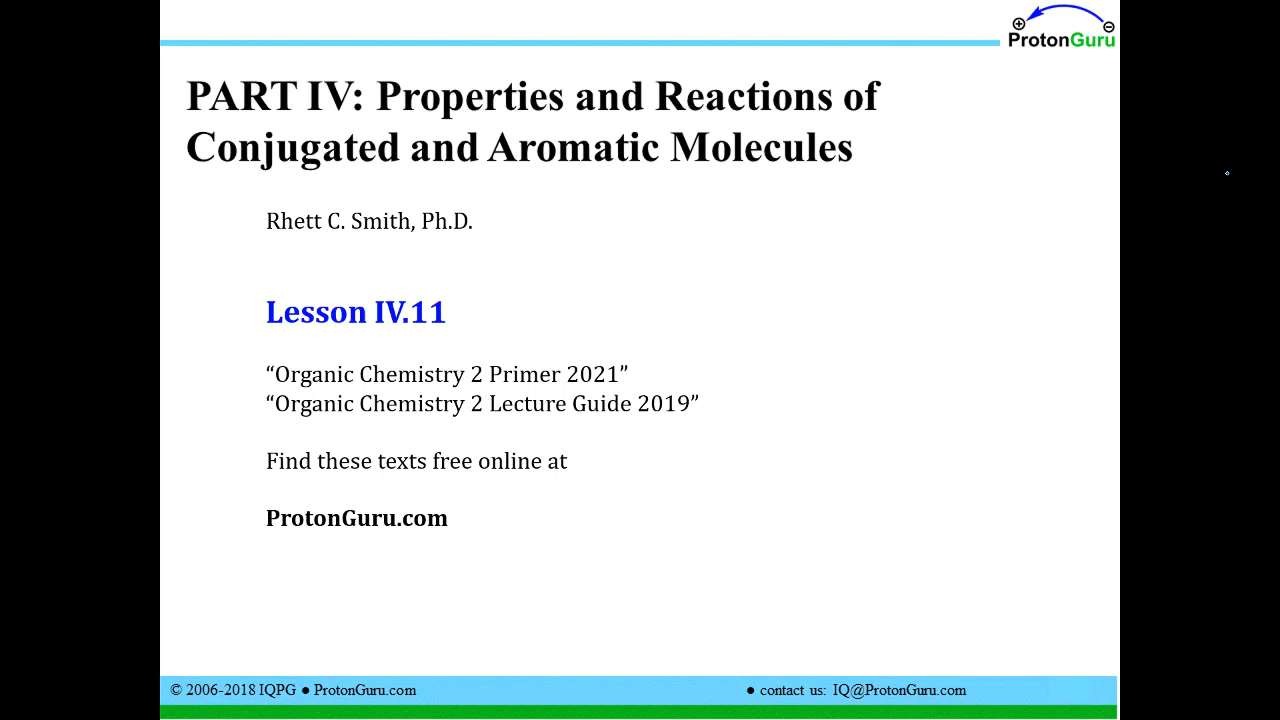 ⊕ ⊖
ProtonGuru
PART IV: Properties and Reactions of
Conjugated and Aromatic Molecules
Rhett C. Smith, Ph.D.
Lesson IV.11
“Organic Chemistry 2 Primer 2021”
“Organic Chemistry 2 Lecture Guide 2019”
Find these texts free online at
ProtonGuru.com
© 2006-2018 IQPG ● ProtonGuru.com
● contact us: IQ@ProtonGuru.com